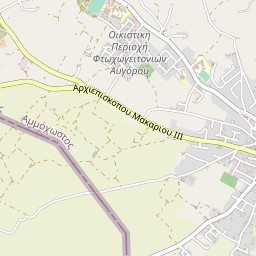 Οικιστική
Περιοχή
Φτωχογειτονιών
Αυγόρου
Αρχιεπισκόπου Μακαρίου ΙΙΙ
Αμμόχωστος